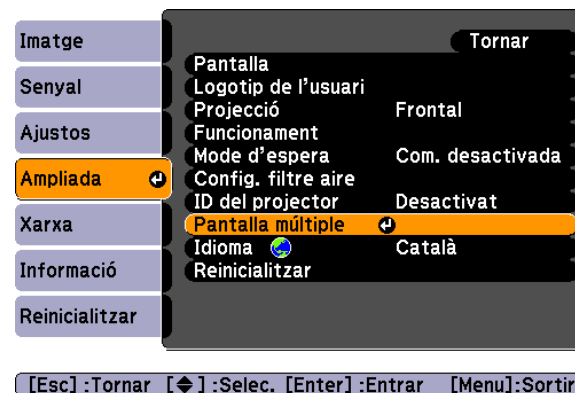 Imatge
Senyal
Ajustos
Ampliada
Xarxa
Informació
Reinicialitzar
Tornar
Pantalla
Logotip de l'usuari
Projecció Frontal
Funcionament
Mode d'espera Com. desactivada
Config. filtre aire
ID del projector Desactivat
Pantalla múltiple
Idioma Català
Reinicialitzar
[Esc] :Tornar [◆] :Selec. [Enter] :Entrar [Menu]:Sortir